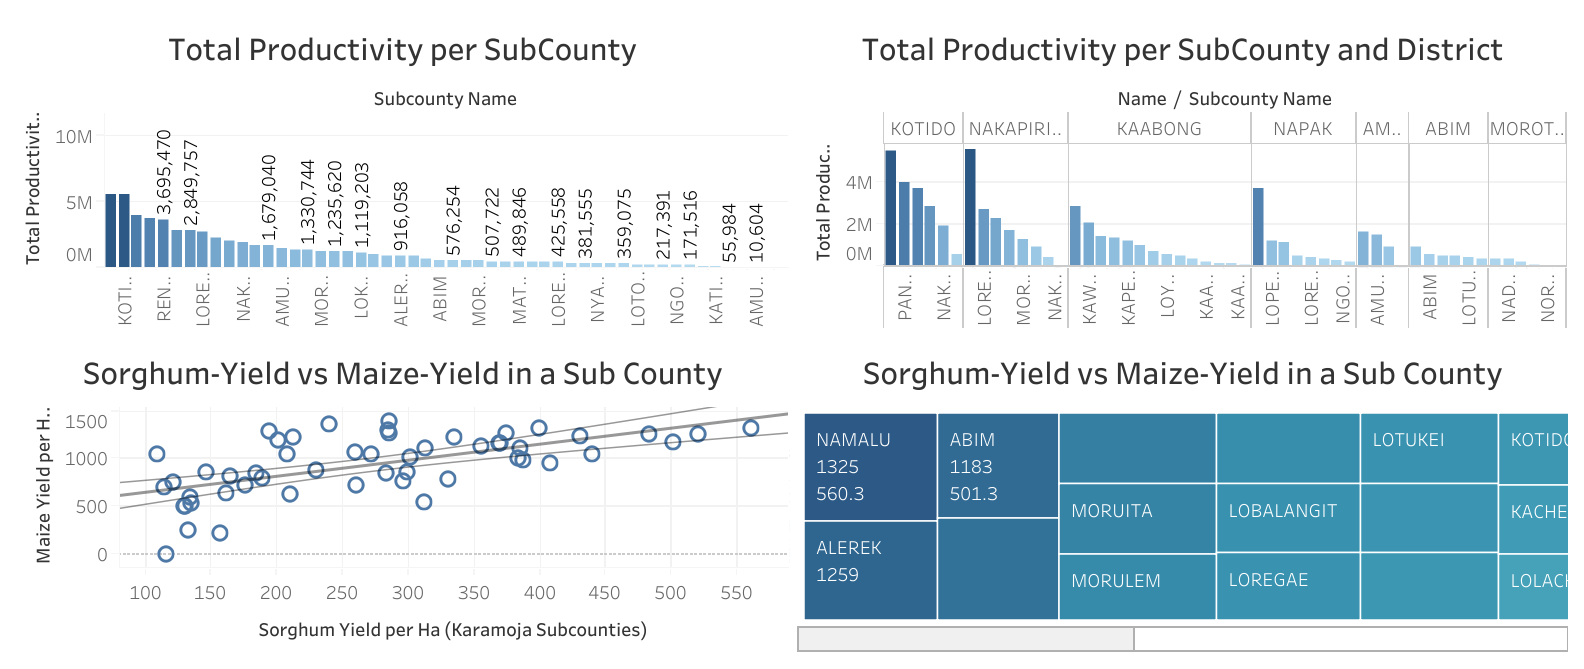 Total Productivity per SubCounty
Subcounty Name
Total Productivit..
10M
5M
0M
3,695,470
2,849,757
1,679,040
1,330,744
1,235,620
1,119,203
916,058
576,254
507,722
489,846
425,558
381,555
359,075
217,391
171,516
55,984
10,604
KOTI..
REN..
LORE..
NAK..
AMU..
MOR..
LOK..
ALER..
ABIM
MOR..
MAT..
LORE..
NYA..
LOTO..
NGO..
KATI..
AMU..
Total Productivity per SubCounty and District
Name / Subcounty Name
KOTIDO
NAKAPIRI..
KAABONG
NAPAK
AM..
ABIM
MOROT..
Total Produc..
4M
2M
0M
PAN..
NAK..
LORE..
MOR..
NAK..
KAW..
KAPE..
LOY..
KAA..
KAA..
LOPE..
LORE..
NGO..
AMU..
ABIM
LOTU..
NAD..
NOR..
Sorghum-Yield vs Maize-Yield in a Sub County
Maize Yield per H..
1500
1000
500
0
100
150
200
250
300
350
400
450
500
550
Sorghum Yield per Ha (Karamoja Subcounties)
Sorghum-Yield vs Maize-Yield in a Sub County
NAMALU
1325
560.3
ALEREK
1259
ABIM
1183
501.3
MORUITA
MORULEM
LOBALANGIT
LOREGAE
LOTUKEI
KOTIDO
KACHE
LOLACH